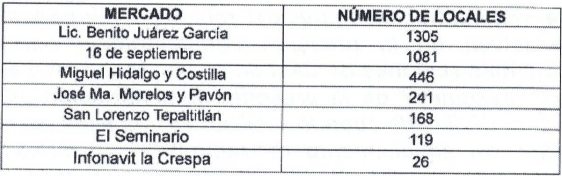 MERCADO NÚMERO DE LOCALES
Lic. Benito Juárez García 1305
16 de septiembre 1081
Miguel Hidalgo y Costilla 446
José Ma. Morelos y Pavón 241
San Lorenzo Tepaltitlán 168
El Seminario 119
Infonavit la Crespa 26